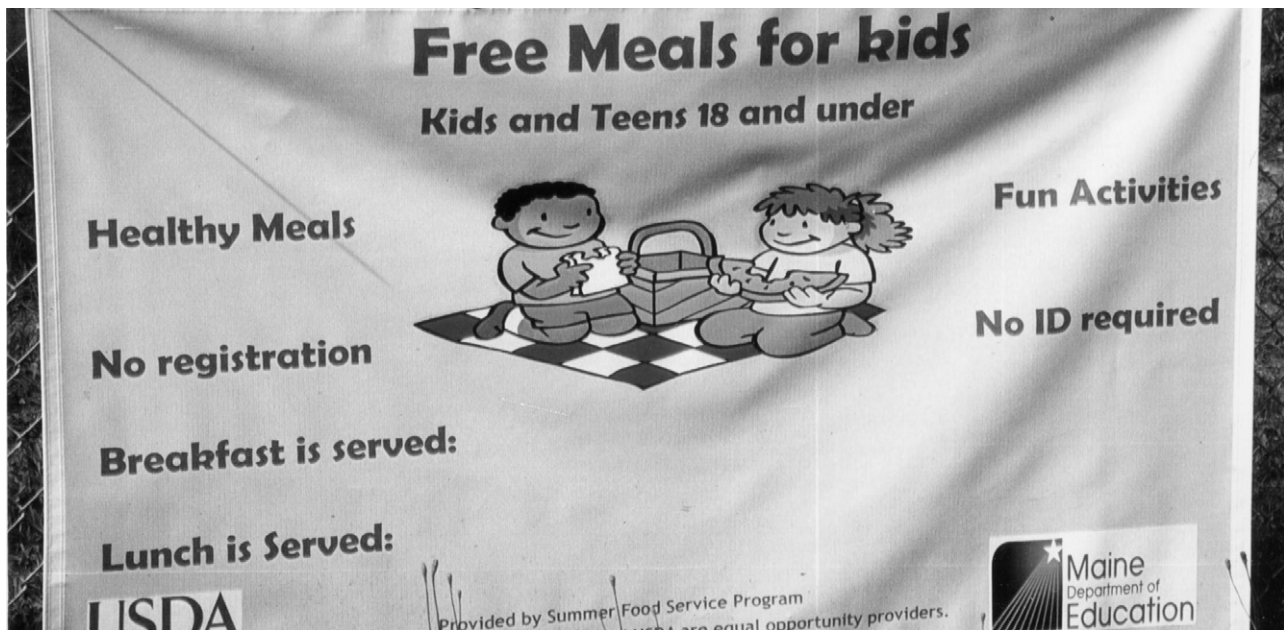 Free Meals for kids
Kids and Teens 18 and under
Healthy Meals
Fun Activities
No registration
No ID required
Breakfast is served:
Lunch is Served:
USDA
Provided by Summer Food Service Program
USDA are equal opportunity providers.
Maine
Department of
Education